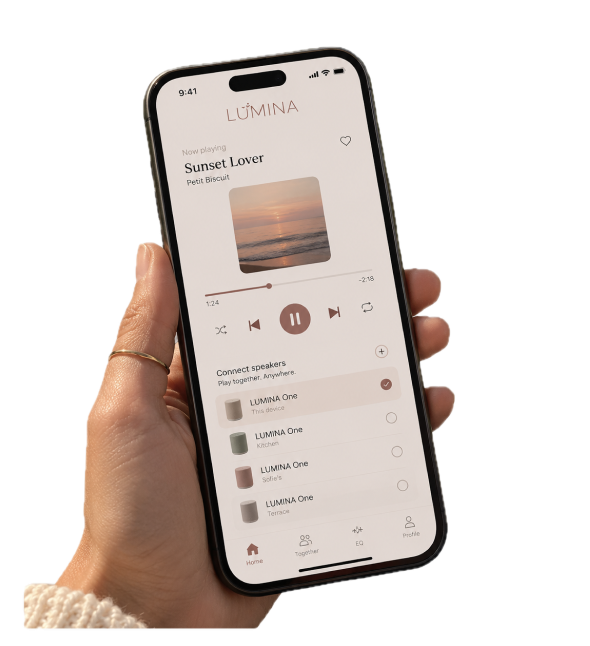 9:41
LUMINA
Now playing
Sunset Lover
Petit Biscuit
1:24
-2:18
Connect speakers
Play together. Anywhere.
LUMINA One
This device
LUMINA One
Kitchen
LUMINA One
Sofie's
LUMINA One
Terrace
Home
Together
EQ
Profile